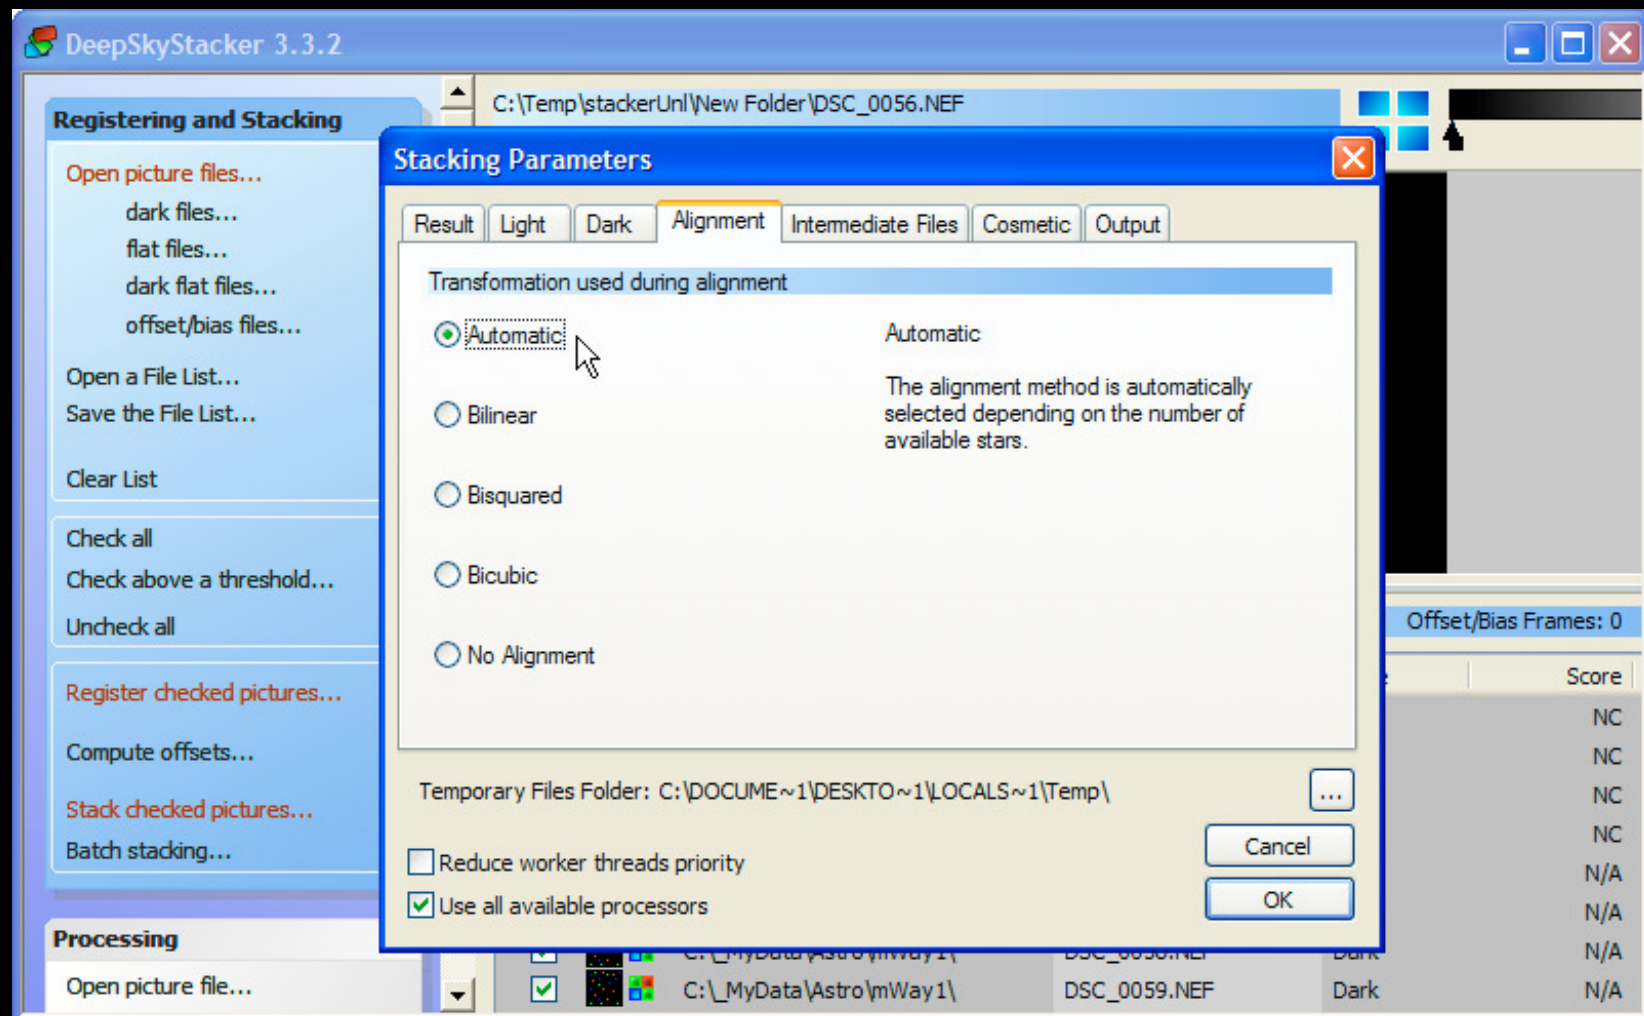 DeepSkyStacker 3.3.2
Registering and Stacking
Open picture files...
dark files...
flat files...
dark flat files...
offset/bias files...
Open a File List...
Save the File List...
Clear List
Check all
Check above a threshold...
Uncheck all
Register checked pictures...
Compute offsets...
Stack checked pictures...
Batch stacking...
Processing
Open picture file...
C:\Temp\stackerUnl\New Folder\DSC_0056.NEF
Stacking Parameters
Result Light Dark Alignment Intermediate Files Cosmetic Output
Transformation used during alignment
Automatic
Bilinear
Bisquared
Bicubic
No Alignment
Automatic
The alignment method is automatically
selected depending on the number of
available stars.
Temporary Files Folder: C:\DOCUME~1\DESKTO~1\LOCALS~1\Temp\
...
Reduce worker threads priority
Use all available processors
Cancel
OK
Offset/Bias Frames: 0
Score
NC
NC
NC
NC
N/A
N/A
C:\_MyData\Astro\mWay1\ DSC_0058.NEF Dark N/A
C:\_MyData\Astro\mWay1\ DSC_0059.NEF Dark N/A